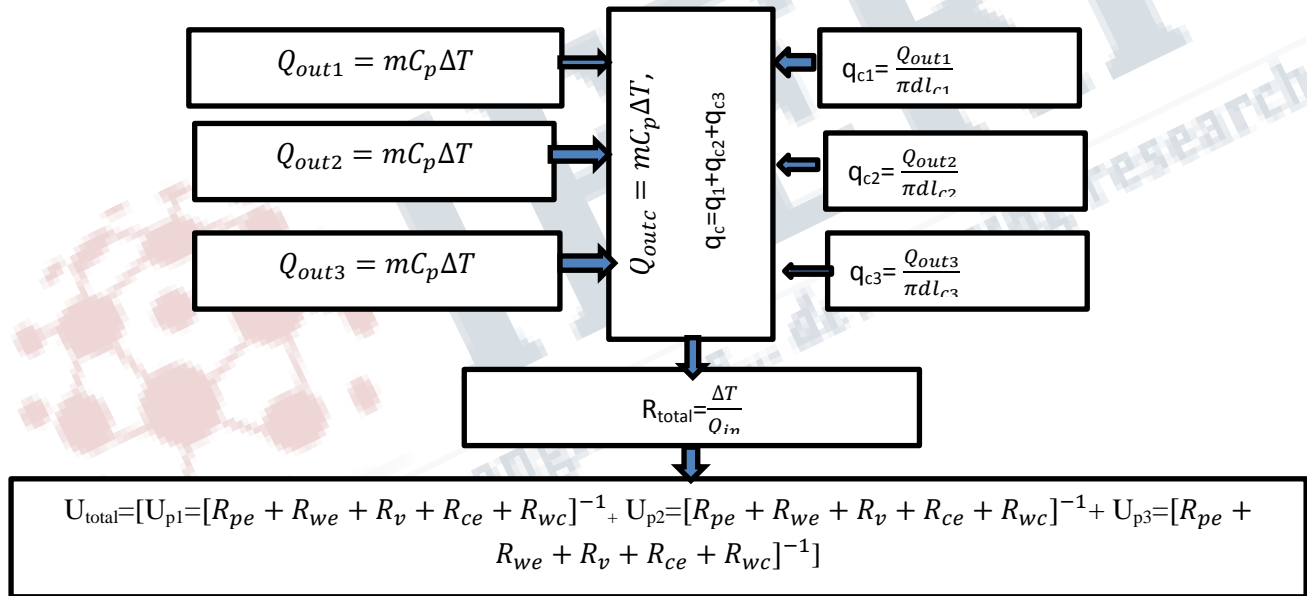 Q_out1 = mC_pΔT
Q_out2 = mC_pΔT
Q_out3 = mC_pΔT
Q_outc = mC_pΔT,
q_c=q_1+q_c2+q_c3
q_c1= Q_out1/πdl_c1
q_c2= Q_out2/πdl_c2
q_c3= Q_out3/πdl_c3
R_total= ΔT/Q_in
U_total=[U_p1=[R_pe + R_we + R_v + R_ce + R_wc]^−1 + U_p2=[R_pe + R_we + R_v + R_ce + R_wc]^−1+ U_p3=[R_pe +
R_we + R_v + R_ce + R_wc]^−1]
research